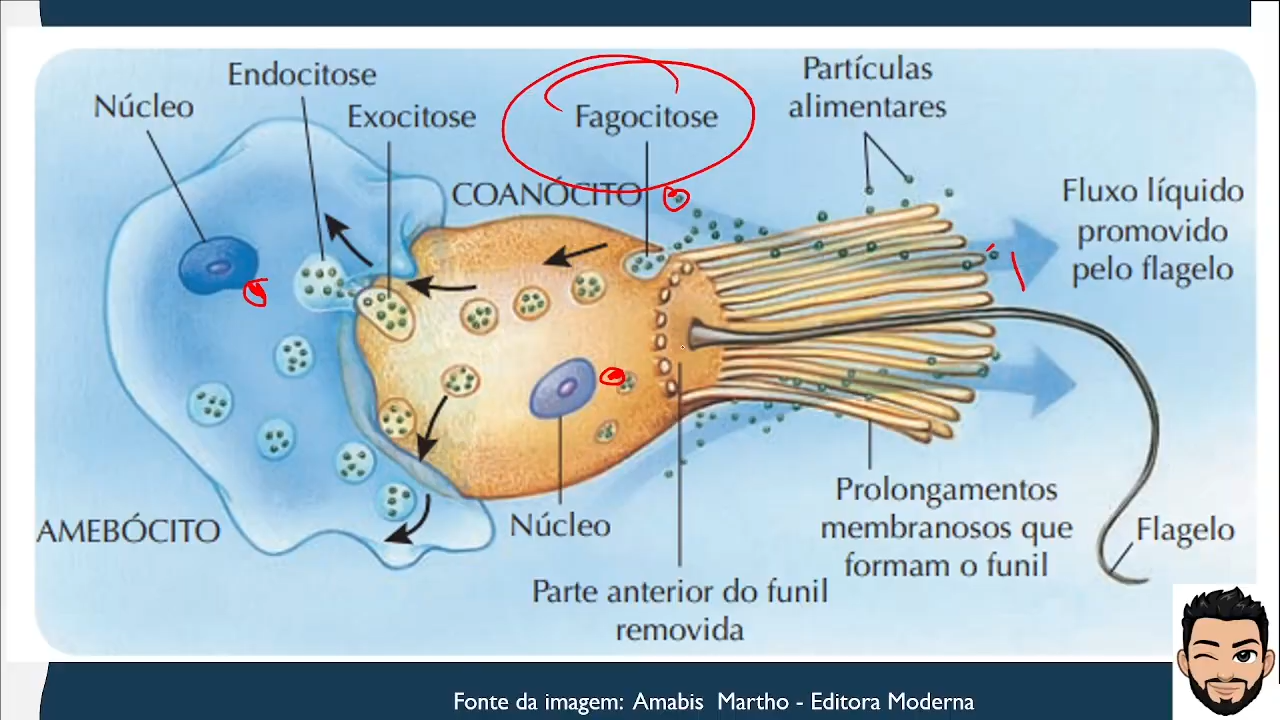 Endocitose
Núcleo
Exocitose
Fagocitose
Partículas
alimentares
COANÓCITO
Fluxo líquido
promovido
pelo flagelo
AMEBÓCITO
Núcleo
Prolongamentos
membranosos que
formam o funil
Flagelo
Parte anterior do funil
removida
Fonte da imagem: Amabis Martho - Editora Moderna